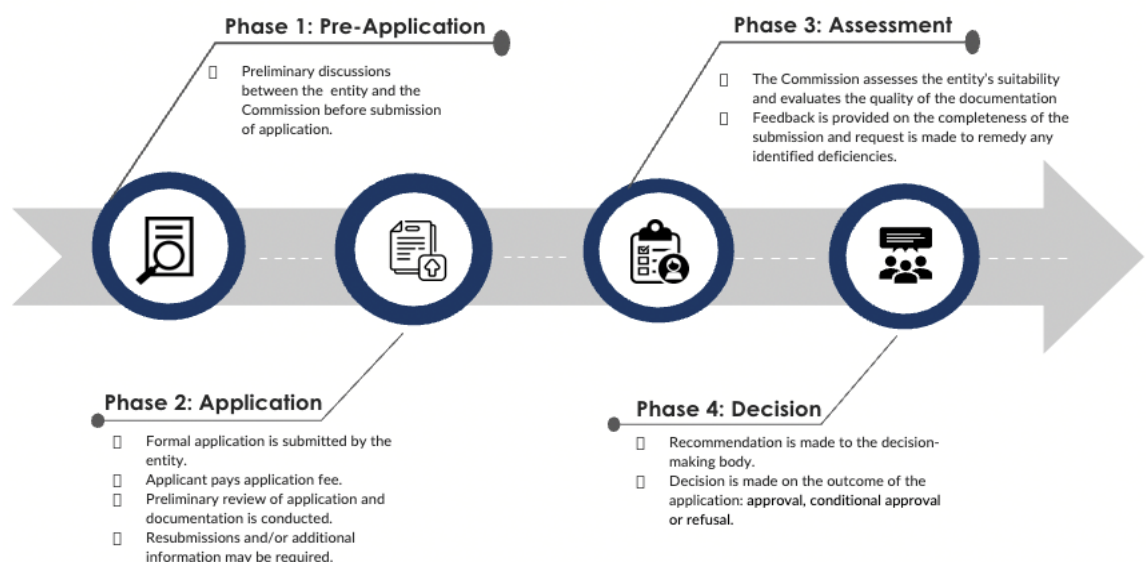 Phase 1: Pre-Application
Preliminary discussions
between the entity and the
Commission before submission
of application.
Phase 3: Assessment
The Commission assesses the entity's suitability
and evaluates the quality of the documentation
Feedback is provided on the completeness of the
submission and request is made to remedy any
identified deficiencies.
Phase 2: Application
Formal application is submitted by the
entity.
Applicant pays application fee.
Preliminary review of application and
documentation is conducted.
Resubmissions and/or additional
information may be required.
Phase 4: Decision
Recommendation is made to the decision-
making body.
Decision is made on the outcome of the
application: approval, conditional approval
or refusal.